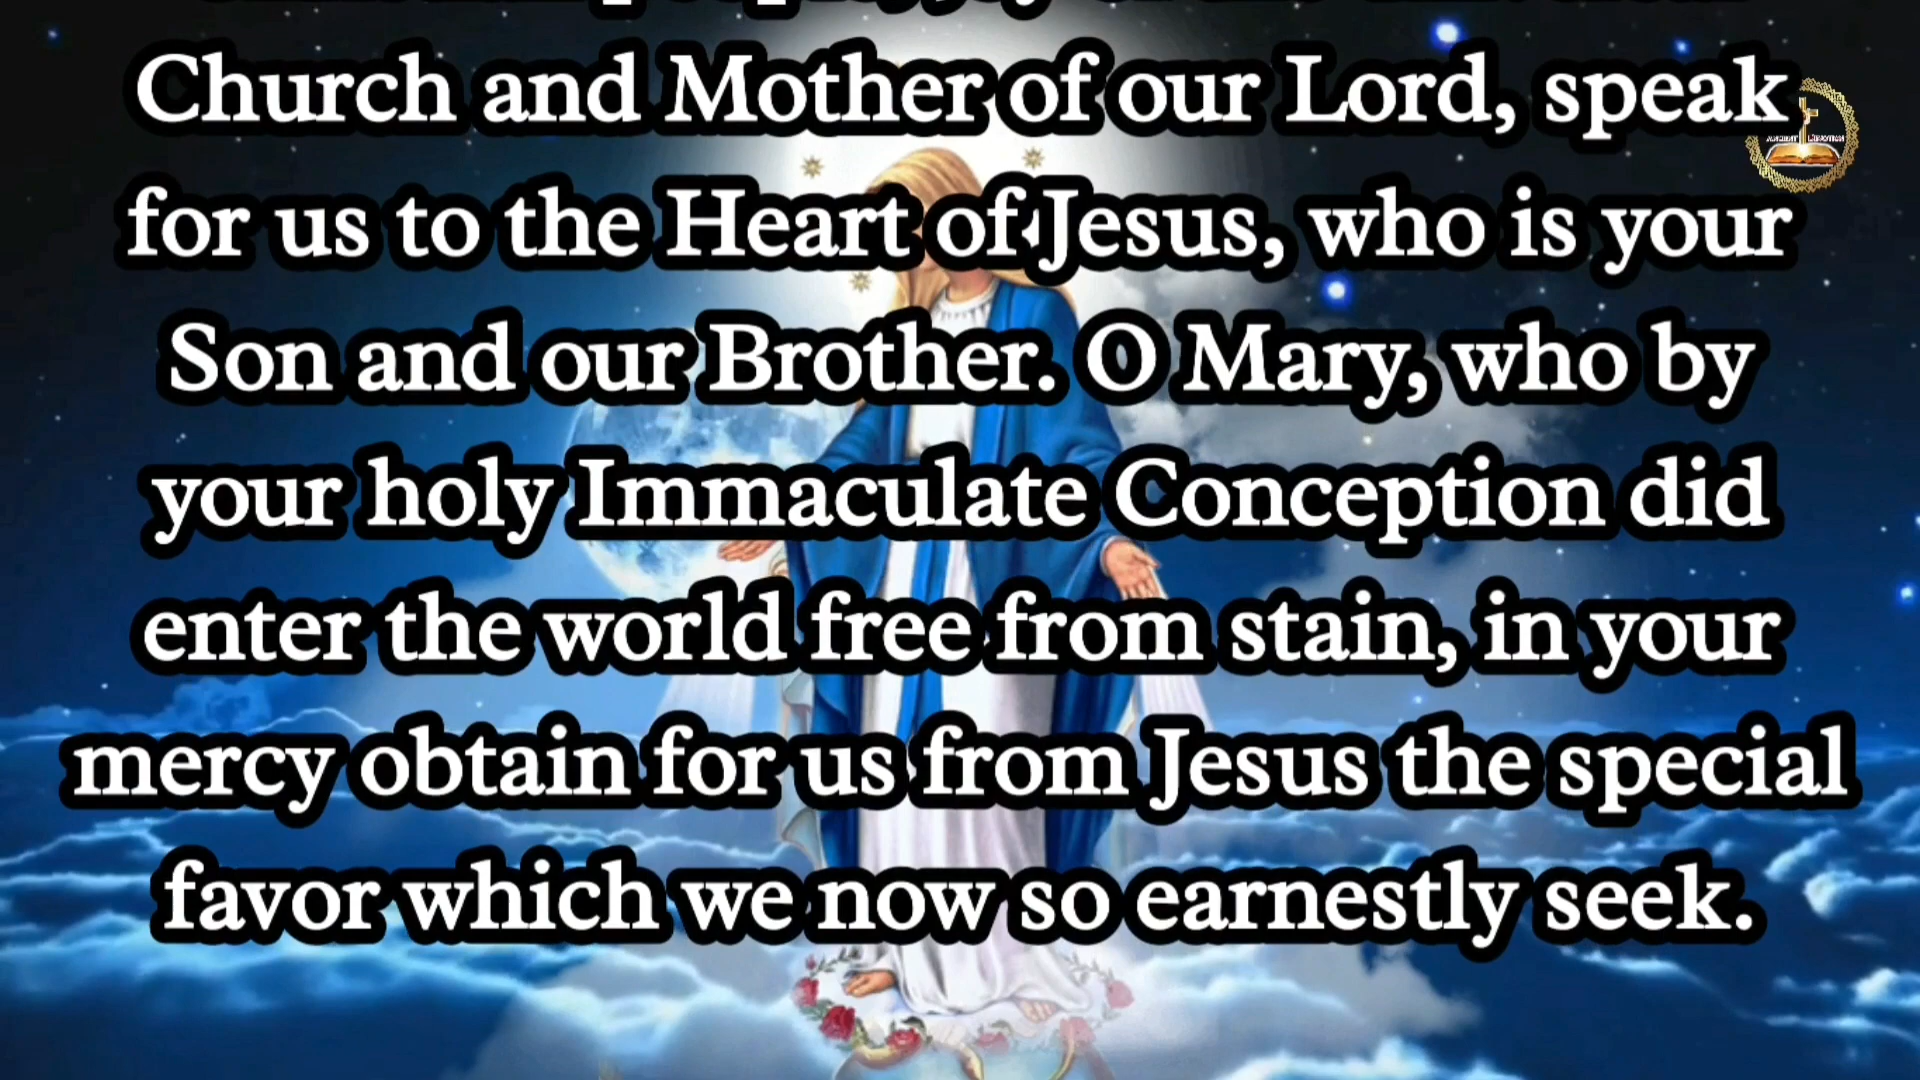 Church and Mother of our Lord, speak
for us to the Heart of Jesus, who is your
Son and our Brother. O Mary, who by
your holy Immaculate Conception did
enter the world free from stain, in your
mercy obtain for us from Jesus the special
favor which we now so earnestly seek.
ANCIENT DEVOTION